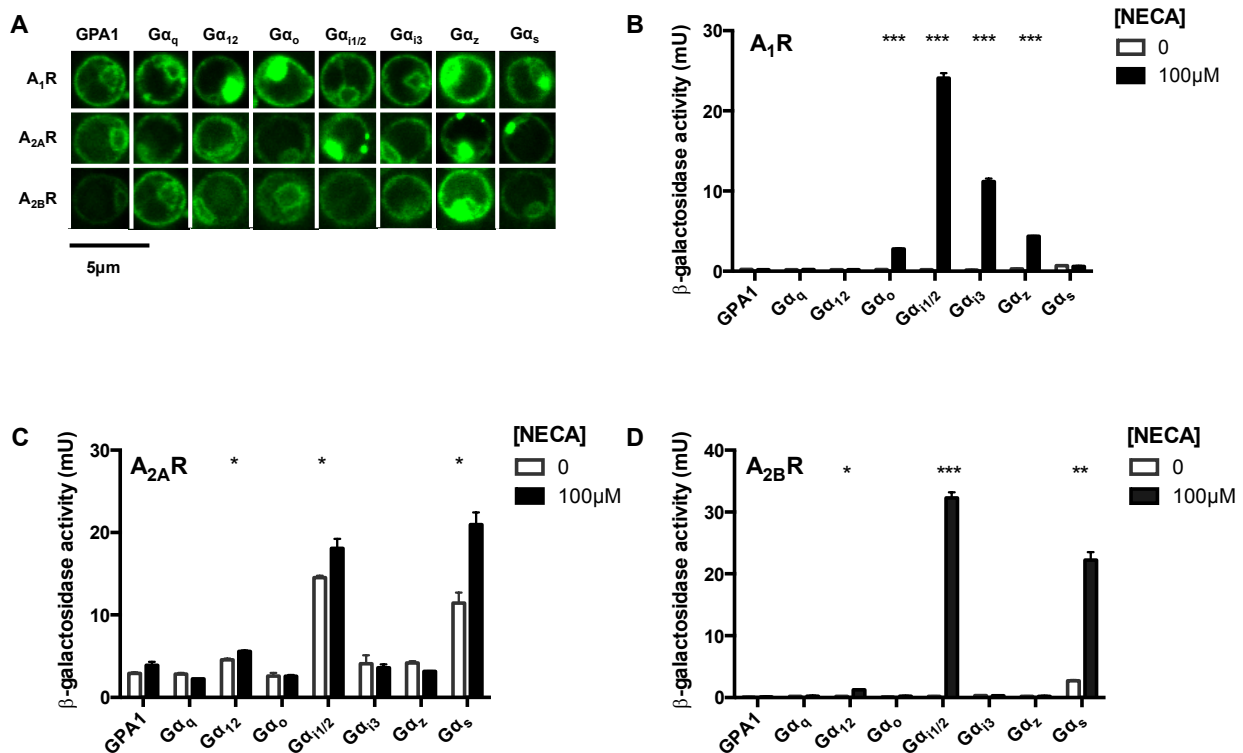 A
GPA1 Gαq Gα12 Gαo Gαi1/2 Gαi3 Gαz Gαs
A1R
A2AR
A2BR
5µm
B
A1R
[NECA]
0
100µM
*** *** *** ***
β-galactosidase activity (mU)
30
20
10
0
GPA1 Gαq Gα12 Gαo Gαi1/2 Gαi3 Gαz Gαs
C
A2AR
[NECA]
0
100µM
* * *
β-galactosidase activity (mU)
30
20
10
0
GPA1 Gαq Gα12 Gαo Gαi1/2 Gαi3 Gαz Gαs
D
A2BR
[NECA]
0
100µM
* *** **
β-galactosidase activity (mU)
40
30
20
10
0
GPA1 Gαq Gα12 Gαo Gαi1/2 Gαi3 Gαz Gαs